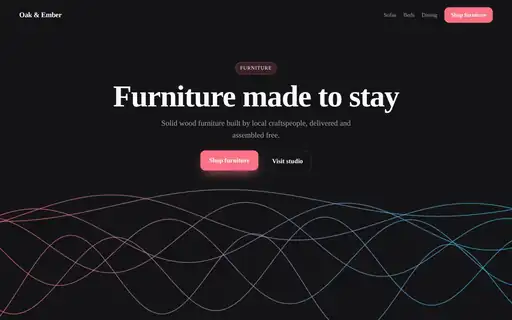 Oak & Ember
Sofas
Beds
Dining
Shop furniture
FURNITURE
Furniture made to stay
Solid wood furniture built by local craftspeople, delivered and
assembled free.
Shop furniture
Visit studio